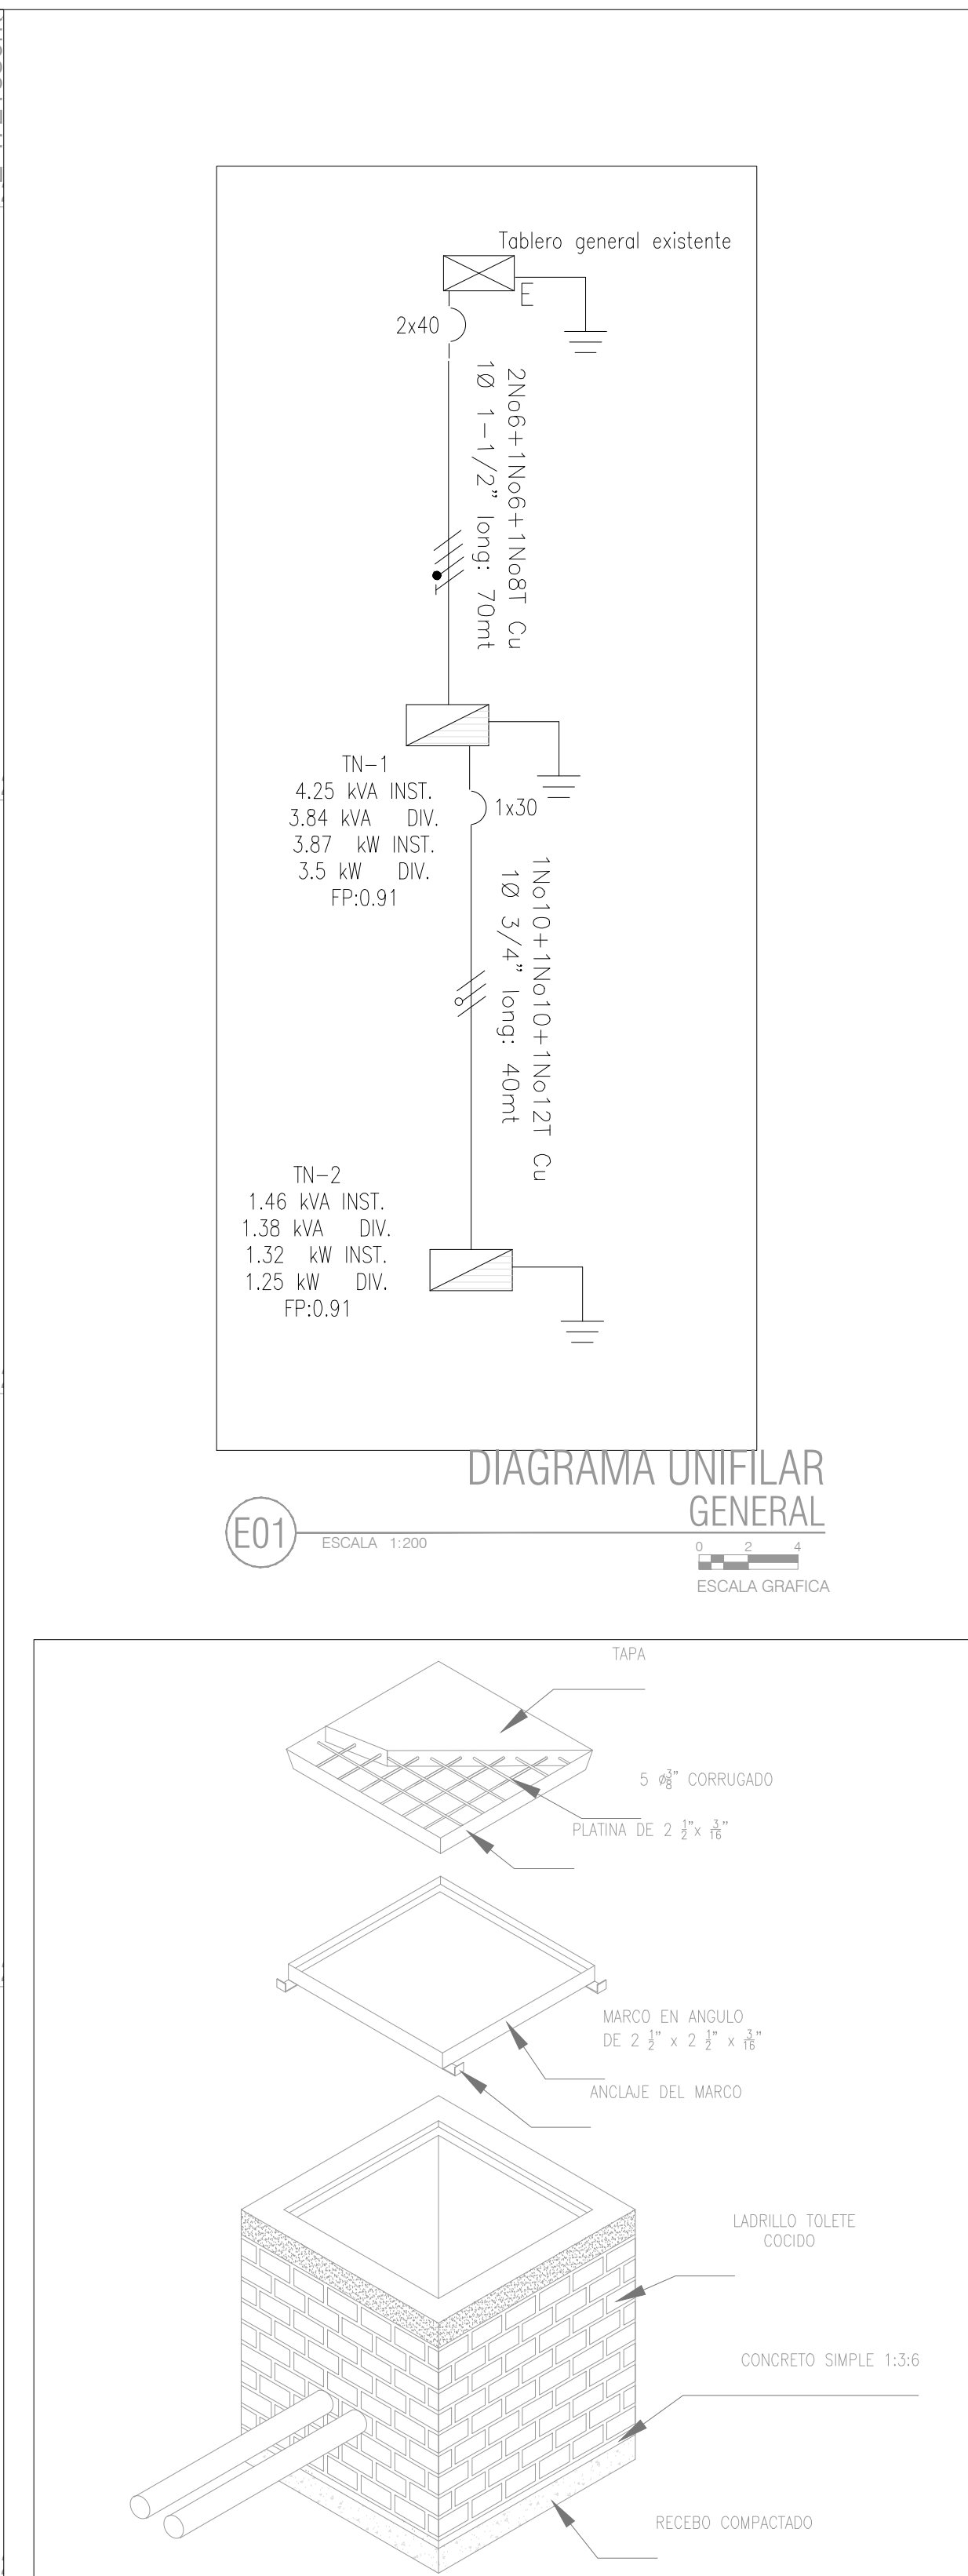 Tablero general existente
E
2x40
2No6+1No6+1No8T Cu
1Ø 1-1/2" long: 70mt
TN-1
4.25 kVA INST.
3.84 kVA DIV.
3.87 kW INST.
3.5 kW DIV.
FP:0.91
1x30
1No10+1No10+1No12T Cu
1Ø 3/4" long: 40mt
TN-2
1.46 kVA INST.
1.38 kVA DIV.
1.32 kW INST.
1.25 kW DIV.
FP:0.91
DIAGRAMA UNIFILAR
GENERAL
E01
ESCALA 1:200
0 2 4
ESCALA GRAFICA
TAPA
5 Ø3/8" CORRUGADO
PLATINA DE 2 1/2"x 3/16"
MARCO EN ANGULO
DE 2 1/2" x 2 1/2" x 3/16"
ANCLAJE DEL MARCO
LADRILLO TOLETE
COCIDO
CONCRETO SIMPLE 1:3:6
RECEBO COMPACTADO